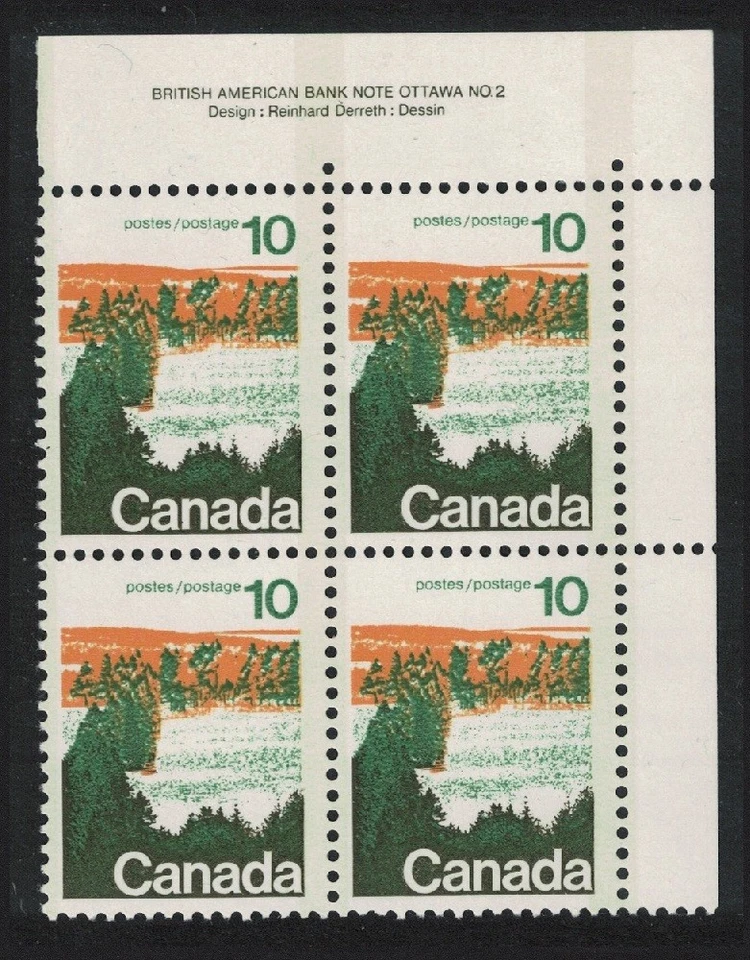 BRITISH AMERICAN BANK NOTE OTTAWA NO.2
Design : Reinhard Derreth : Dessin
postes/postage 10
Canada
postes/postage 10
Canada
postes/postage 10
Canada
postes/postage 10
Canada